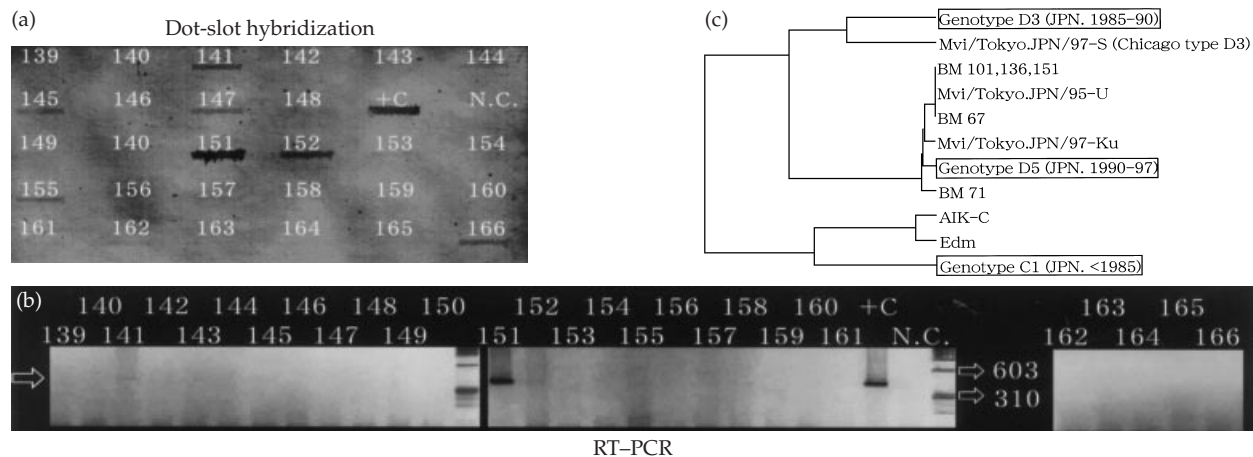 (a)
Dot-slot hybridization
139 140 141 142 143 144
145 146 147 148 +C N.C.
149 140 151 152 153 154
155 156 157 158 159 160
161 162 163 164 165 166
(c)
Genotype D3 (JPN. 1985-90)
Mvi/Tokyo.JPN/97-S (Chicago type D3)
BM 101,136,151
Mvi/Tokyo.JPN/95-U
BM 67
Mvi/Tokyo.JPN/97-Ku
Genotype D5 (JPN. 1990-97)
BM 71
AIK-C
Edm
Genotype C1 (JPN. <1985)
(b)
140 142 144 146 148 150 152 154 156 158 160 +C 163 165
139 141 143 145 147 149 151 153 155 157 159 161 N.C. 162 164 166
603
310
RT–PCR